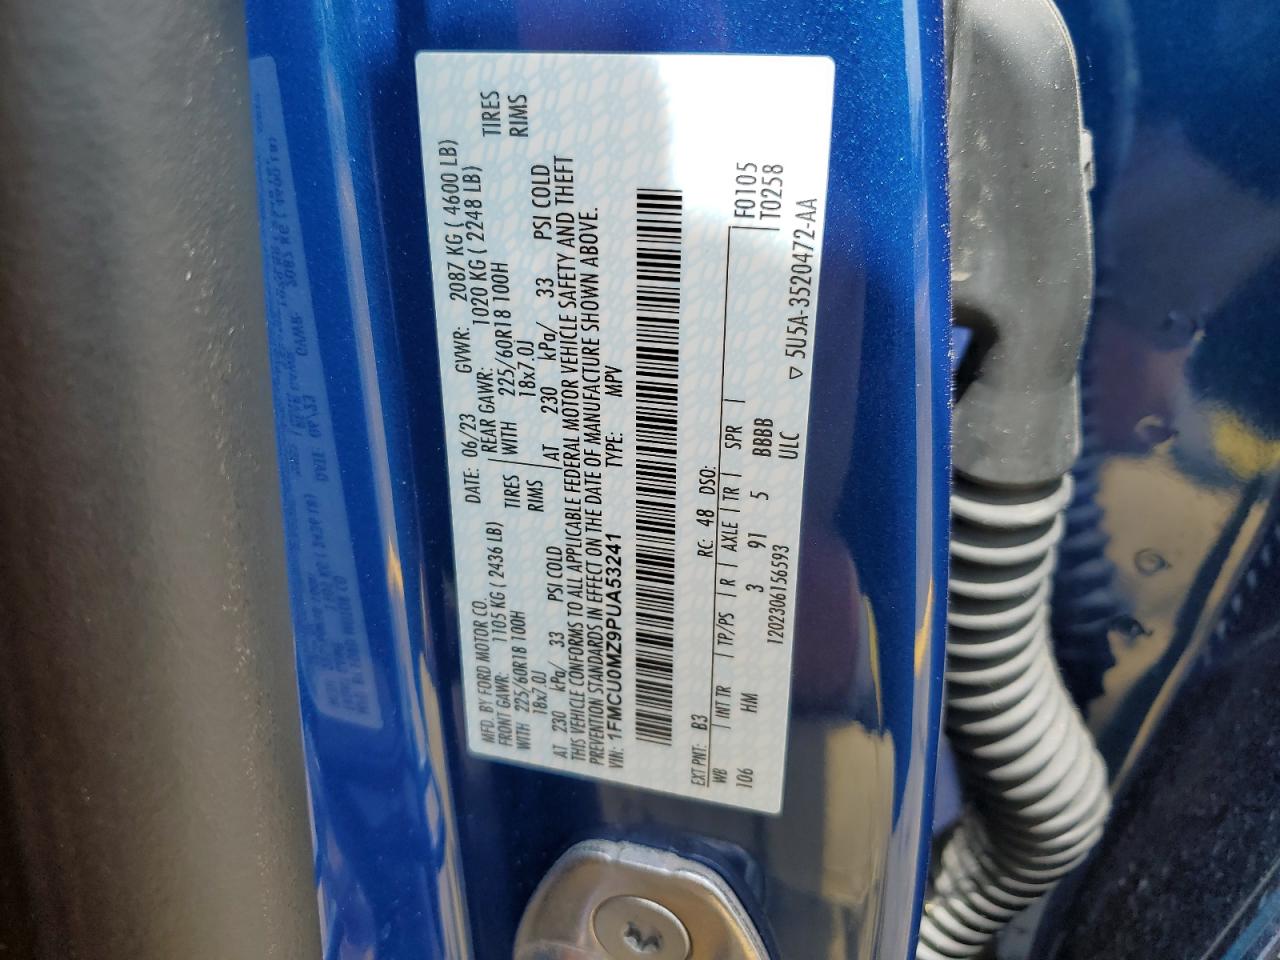 MFD. BY FORD MOTOR CO.
DATE: 06/23 GVWR: 2087 KG ( 4600 LB)
FRONT GAWR: 1105 KG ( 2436 LB) REAR GAWR: 1020 KG ( 2248 LB)
WITH 225/60R18 100H TIRES WITH 225/60R18 100H TIRES
18x7.0J RIMS 18x7.0J RIMS
AT 230 kPa/ 33 PSI COLD AT 230 kPa/ 33 PSI COLD
THIS VEHICLE CONFORMS TO ALL APPLICABLE FEDERAL MOTOR VEHICLE SAFETY AND THEFT
PREVENTION STANDARDS IN EFFECT ON THE DATE OF MANUFACTURE SHOWN ABOVE.
VIN: 1FMCU0MZ9PUA53241 TYPE: MPV
EXT PNT: B3 RC: 48 DSO:
WB INT TR TP/PS R AXLE TR SPR F0105
106 HM 3 91 5 BBBB T0258
1202306156593 ULC
▽ 5U5A-3520472-AA